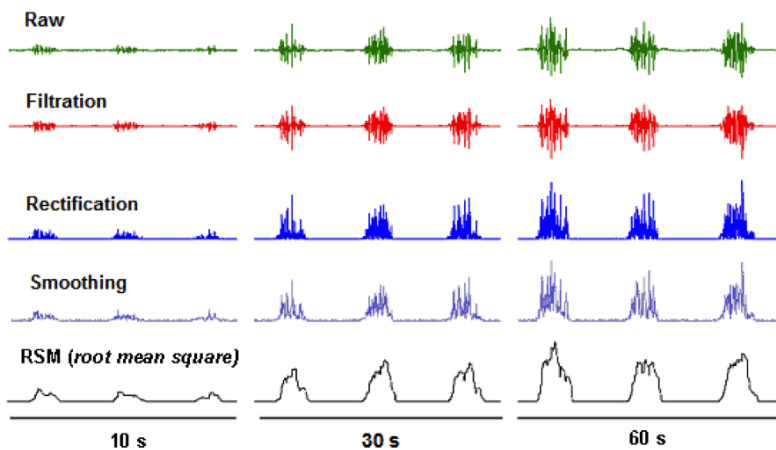 Raw
Filtration
Rectification
Smoothing
RSM (root mean square)
10 s
30 s
60 s